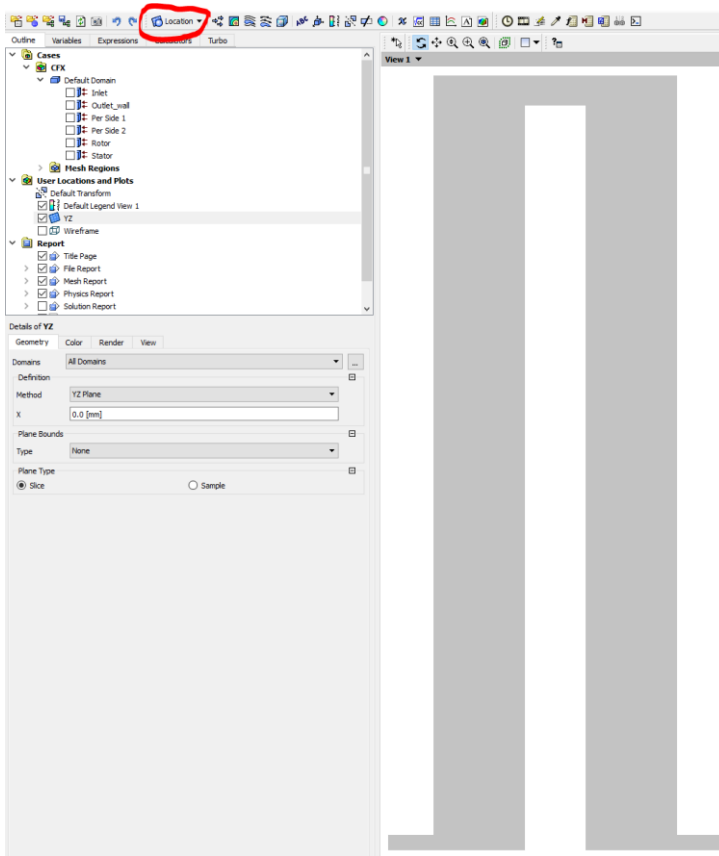 Location
Outline Variables Expressions Calculators Turbo
View 1
Cases
CFX
Default Domain
Inlet
Outlet_wall
Per Side 1
Per Side 2
Rotor
Stator
Mesh Regions
User Locations and Plots
Default Transform
Default Legend View 1
YZ
Wireframe
Report
Title Page
File Report
Mesh Report
Physics Report
Solution Report
Details of YZ
Geometry Color Render View
Domains All Domains ...
Definition
Method YZ Plane
X 0.0 [mm]
Plane Bounds
Type None
Plane Type
Slice Sample